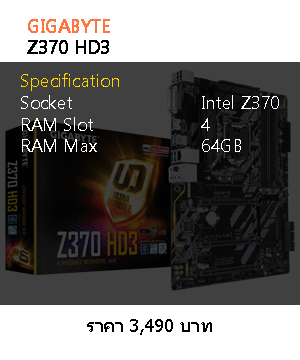 GIGABYTE
Z370 HD3
Specification
Socket Intel Z370
RAM Slot 4
RAM Max 64GB
Z370 HD3
ราคา 3,490 บาท